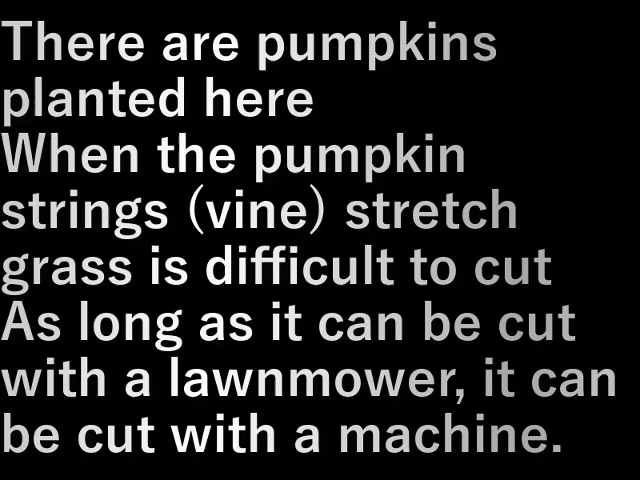 There are pumpkins
planted here
When the pumpkin
strings (vine) stretch
grass is difficult to cut
As long as it can be cut
with a lawnmower, it can
be cut with a machine.